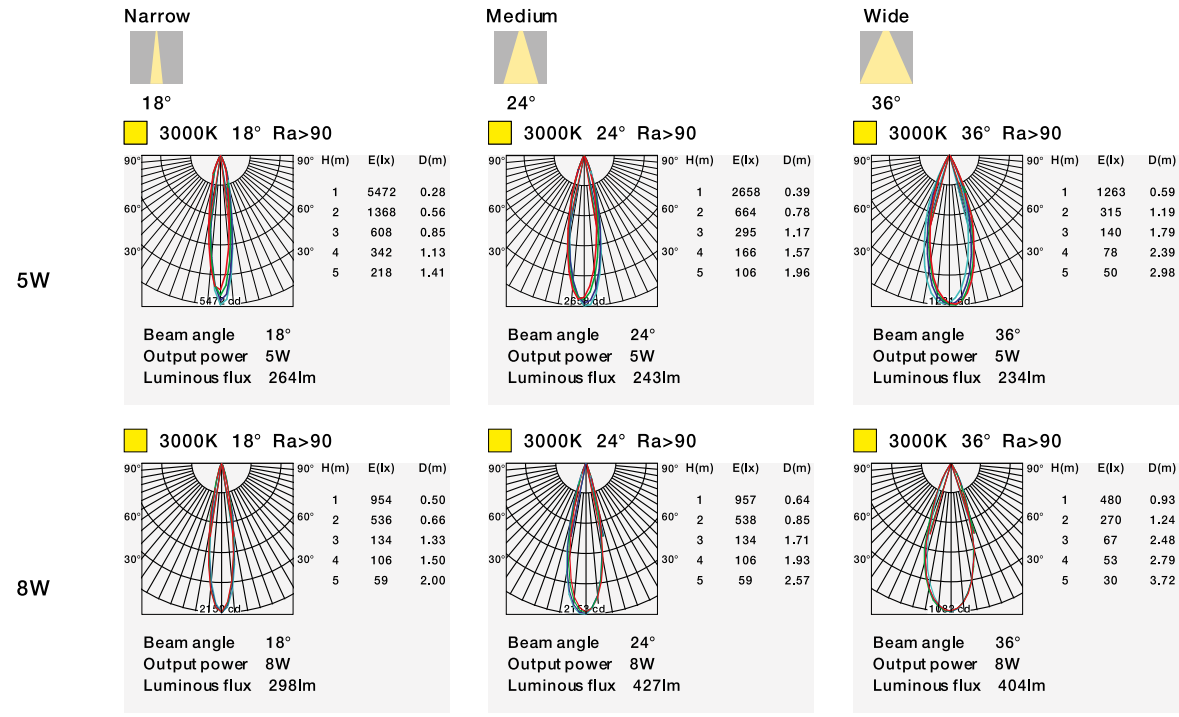 Narrow
Medium
Wide
18°
24°
36°
5W
3000K 18° Ra>90
90° 90° H(m) E(lx) D(m)
1 5472 0.28
60° 60° 2 1368 0.56
3 608 0.85
30° 30° 4 342 1.13
5 218 1.41
5472 cd
Beam angle 18°
Output power 5W
Luminous flux 264lm
3000K 24° Ra>90
90° 90° H(m) E(lx) D(m)
1 2658 0.39
60° 60° 2 664 0.78
3 295 1.17
30° 30° 4 166 1.57
5 106 1.96
2658 cd
Beam angle 24°
Output power 5W
Luminous flux 243lm
3000K 36° Ra>90
90° 90° H(m) E(lx) D(m)
1 1263 0.59
60° 60° 2 315 1.19
3 140 1.79
30° 30° 4 78 2.39
5 50 2.98
cd
Beam angle 36°
Output power 5W
Luminous flux 234lm
8W
3000K 18° Ra>90
90° 90° H(m) E(lx) D(m)
1 954 0.50
60° 60° 2 536 0.66
3 134 1.33
30° 30° 4 106 1.50
5 59 2.00
cd
Beam angle 18°
Output power 8W
Luminous flux 298lm
3000K 24° Ra>90
90° 90° H(m) E(lx) D(m)
1 957 0.64
60° 60° 2 538 0.85
3 134 1.71
30° 30° 4 106 1.93
5 59 2.57
2153 cd
Beam angle 24°
Output power 8W
Luminous flux 427lm
3000K 36° Ra>90
90° 90° H(m) E(lx) D(m)
1 480 0.93
60° 60° 2 270 1.24
3 67 2.48
30° 30° 4 53 2.79
5 30 3.72
cd
Beam angle 36°
Output power 8W
Luminous flux 404lm